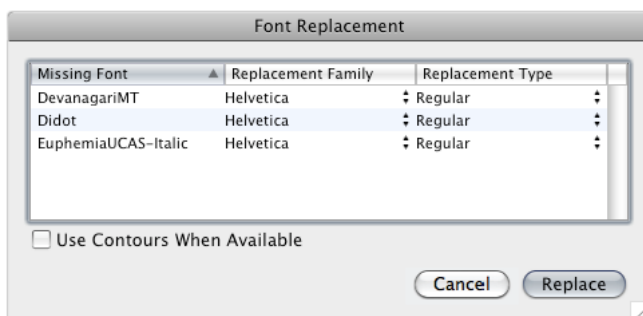 Font Replacement
Missing Font Replacement Family Replacement Type
DevanagariMT Helvetica Regular
Didot Helvetica Regular
EuphemiaUCAS-Italic Helvetica Regular
Use Contours When Available
Cancel Replace